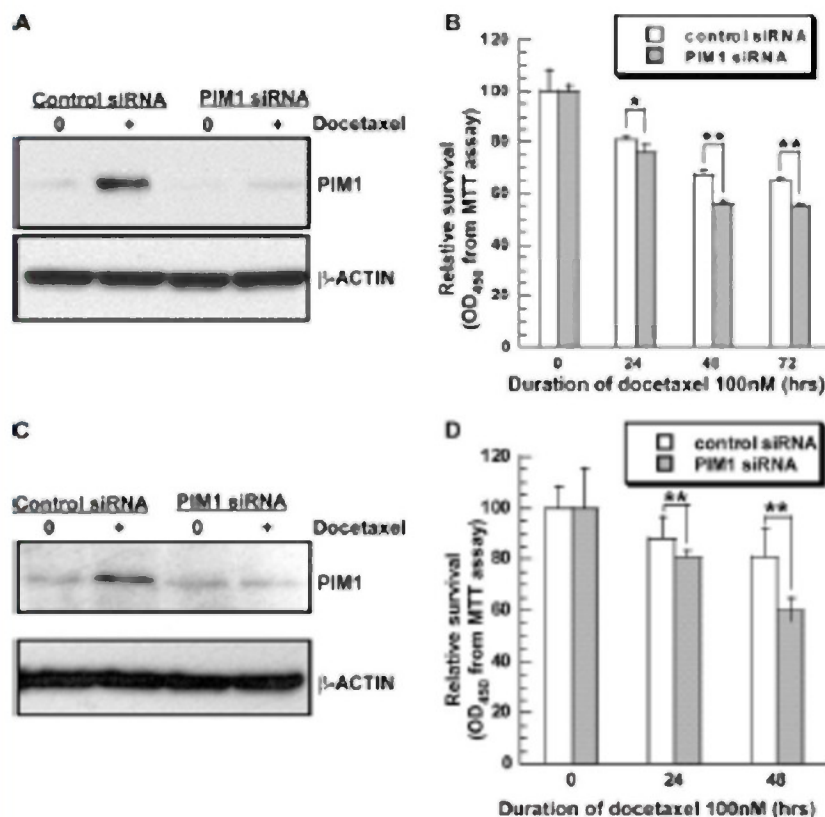 A
Control siRNA PIM1 siRNA
0 + 0 + Docetaxel
PIM1
β-ACTIN
B
control siRNA
PIM1 siRNA
120
100
80
60
40
20
0
* ** **
Relative survival
(OD450 from MTT assay)
0 24 48 72
Duration of docetaxel 100nM (hrs)
C
Control siRNA PIM1 siRNA
0 + 0 + Docetaxel
PIM1
β-ACTIN
D
control siRNA
PIM1 siRNA
120
100
80
60
40
20
0
** **
Relative survival
(OD450 from MTT assay)
0 24 48
Duration of docetaxel 100nM (hrs)